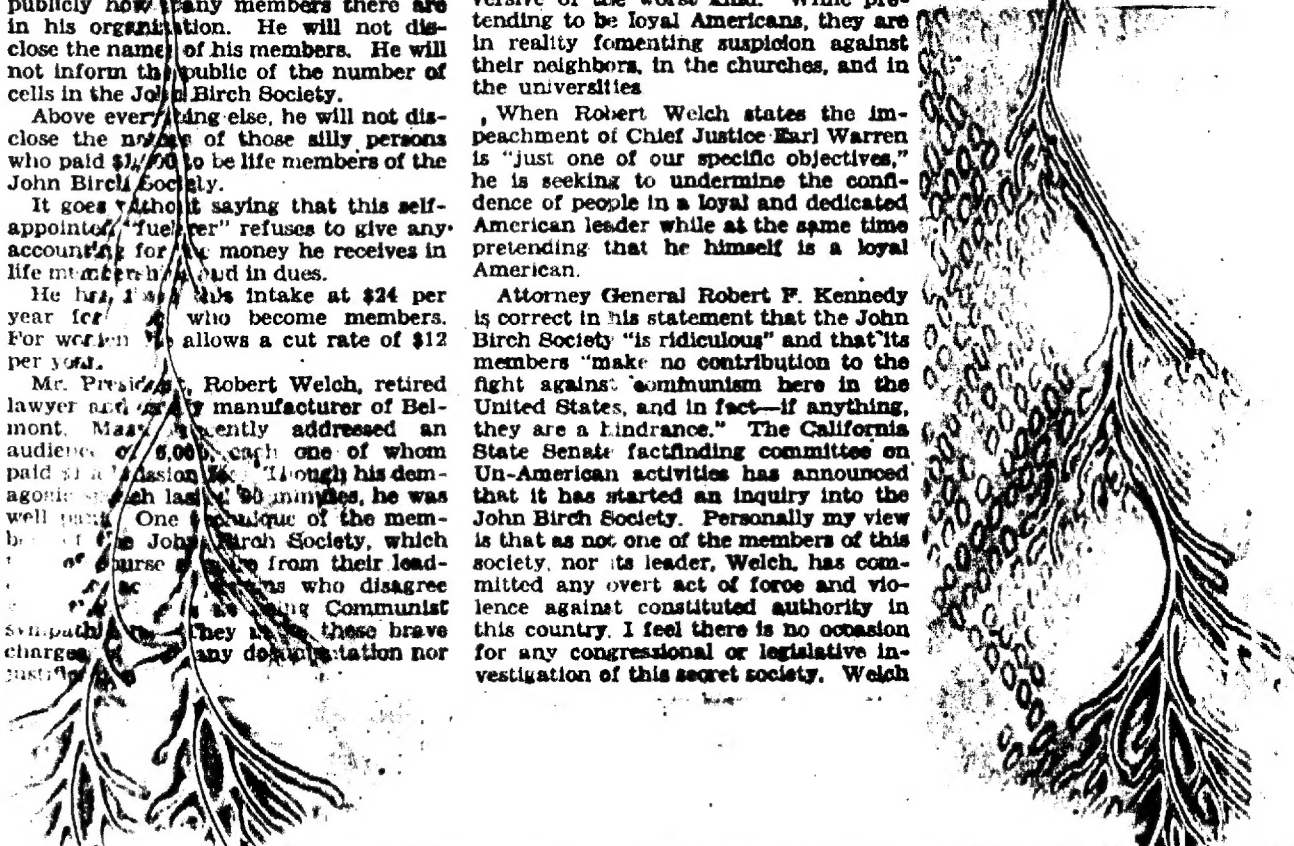 publicly how many members there are
in his organization. He will not dis-
close the name of his members. He will
not inform the public of the number of
cells in the John Birch Society.
Above everything else, he will not dis-
close the names of those silly persons
who paid to be life members of the
John Birch Society.
It goes without saying that this self-
appointed "fuehrer" refuses to give any
accounting for the money he receives in
life and in dues.
He has this intake at $24 per
year for who become members.
For women he allows a cut rate of $12
per year.
Mr. President, Robert Welch, retired
lawyer and manufacturer of Bel-
mont, Mass., recently addressed an
audience of 6,000, each one of whom
paid Though his dem-
agogic speech lasted 90 minutes, he was
well One technique of the mem-
the John Birch Society, which
of course from their lead-
who disagree
Communist
They these brave
charges any documentation nor
tending to be loyal Americans, they are
in reality fomenting suspicion against
their neighbors, in the churches, and in
the universities
When Robert Welch states the im-
peachment of Chief Justice Earl Warren
is "just one of our specific objectives,"
he is seeking to undermine the confi-
dence of people in a loyal and dedicated
American leader while at the same time
pretending that he himself is a loyal
American.
Attorney General Robert F. Kennedy
is correct in his statement that the John
Birch Society "is ridiculous" and that its
members "make no contribution to the
fight against communism here in the
United States, and in fact—if anything,
they are a hindrance." The California
State Senate factfinding committee on
Un-American activities has announced
that it has started an inquiry into the
John Birch Society. Personally my view
is that as not one of the members of this
society, nor its leader, Welch, has com-
mitted any overt act of force and vio-
lence against constituted authority in
this country, I feel there is no occasion
for any congressional or legislative in-
vestigation of this secret society. Welch